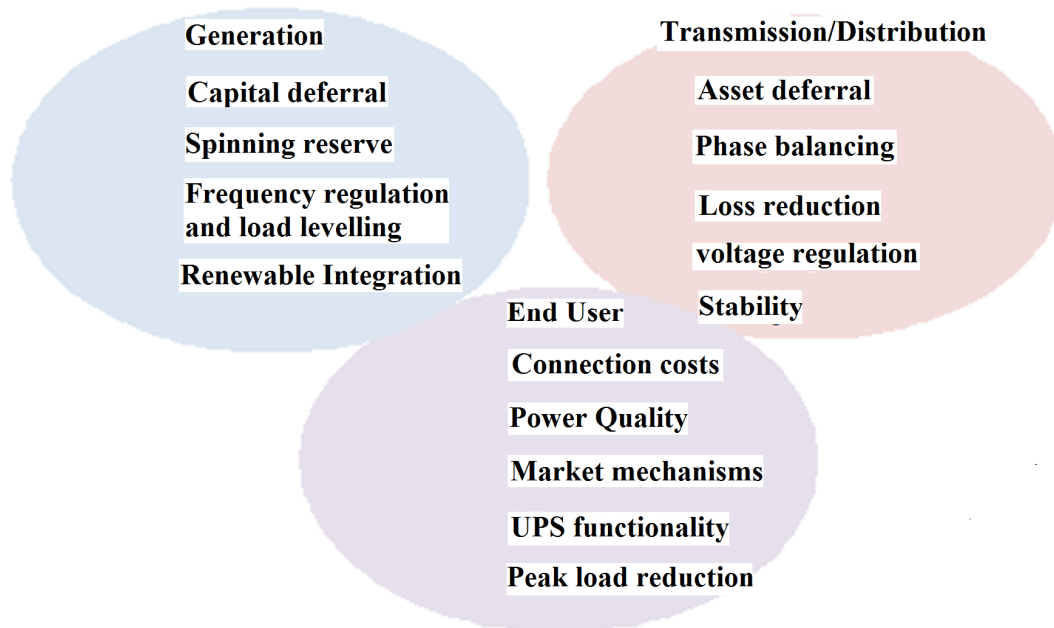 Generation
Capital deferral
Spinning reserve
Frequency regulation
and load levelling
Renewable Integration
Transmission/Distribution
Asset deferral
Phase balancing
Loss reduction
voltage regulation
Stability
End User
Connection costs
Power Quality
Market mechanisms
UPS functionality
Peak load reduction